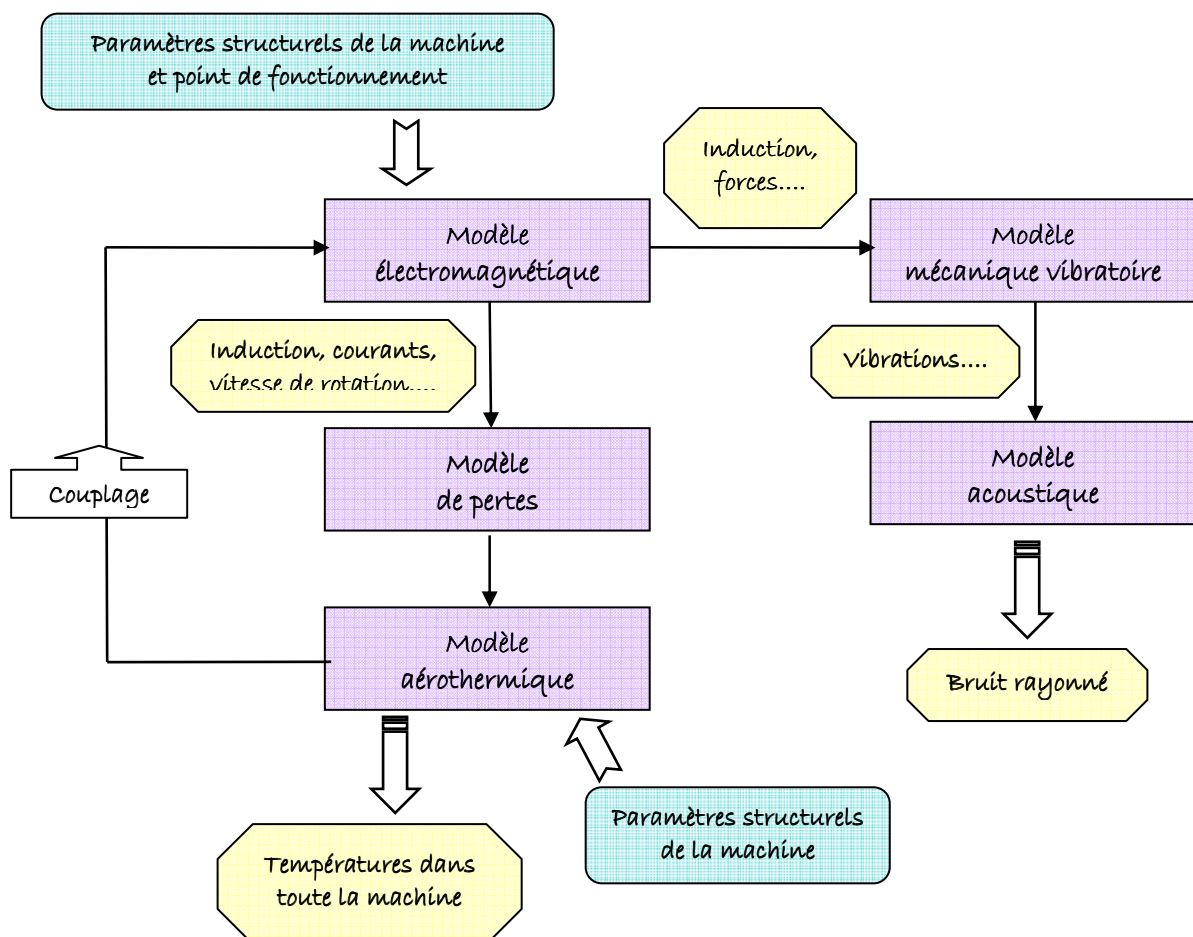 Paramètres structurels de la machine
et point de fonctionnement
Induction,
forces....
Modèle
électromagnétique
Modèle
mécanique vibratoire
Induction, courants,
vitesse de rotation....
Vibrations....
Modèle
de pertes
Modèle
acoustique
Couplage
Modèle
aérothermique
Bruit rayonné
Paramètres structurels
de la machine
Températures dans
toute la machine